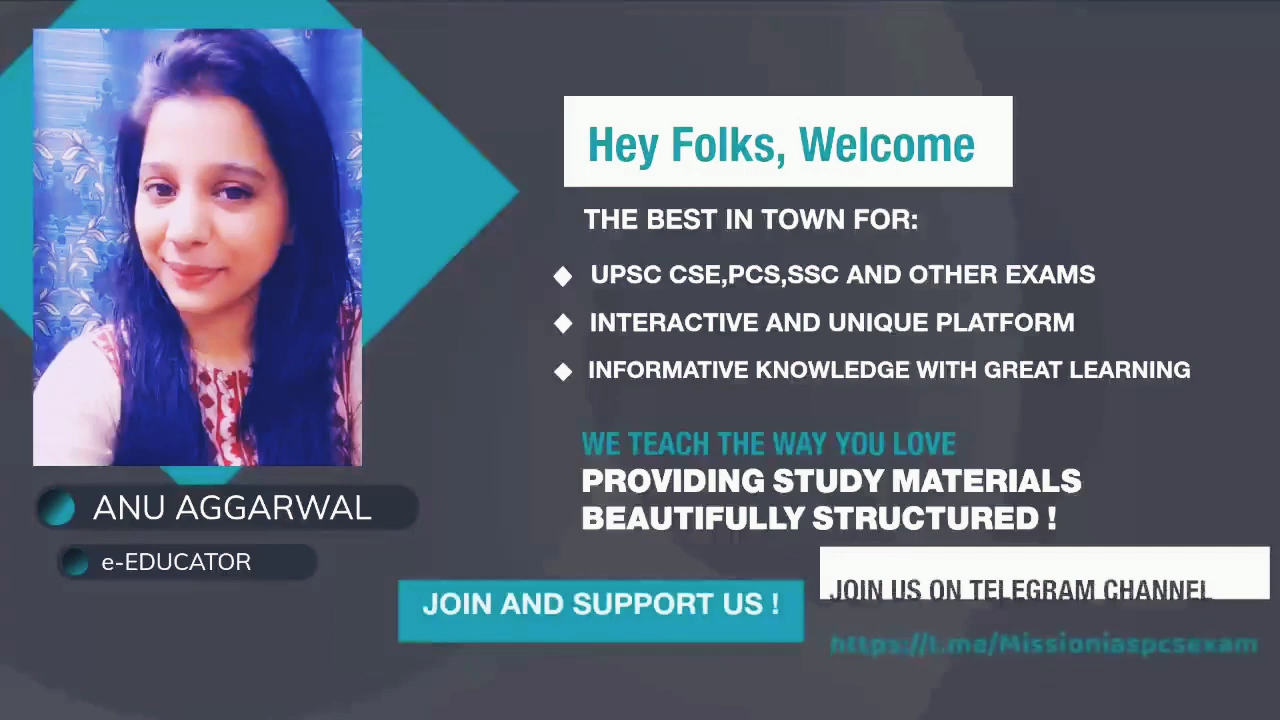 Hey Folks, Welcome
THE BEST IN TOWN FOR:
UPSC CSE,PCS,SSC AND OTHER EXAMS
INTERACTIVE AND UNIQUE PLATFORM
INFORMATIVE KNOWLEDGE WITH GREAT LEARNING
WE TEACH THE WAY YOU LOVE
PROVIDING STUDY MATERIALS
BEAUTIFULLY STRUCTURED !
ANU AGGARWAL
e-EDUCATOR
JOIN AND SUPPORT US !
JOIN US ON TELEGRAM CHANNEL
https://t.me/Missioniaspcsexam